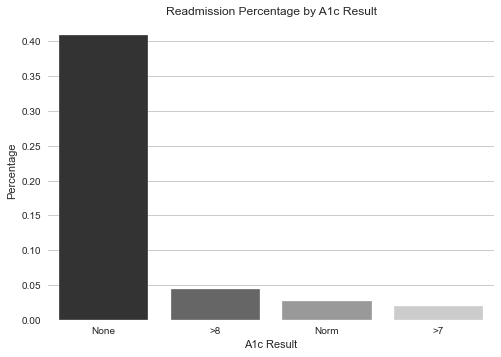 Readmission Percentage by A1c Result
0.40
0.35
0.30
0.25
0.20
0.15
0.10
0.05
0.00
Percentage
None >8 Norm >7
A1c Result